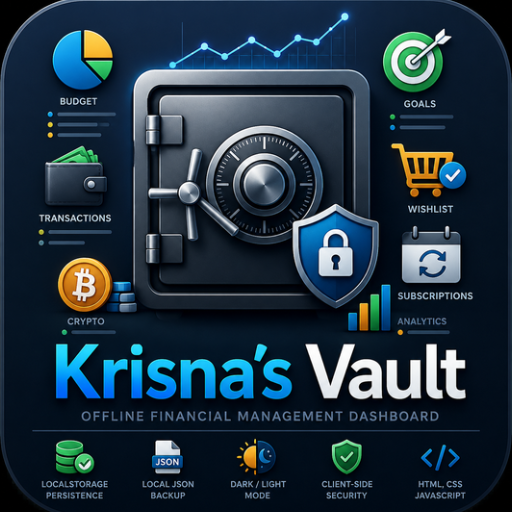 BUDGET
GOALS
TRANSACTIONS
WISHLIST
CRYPTO
SUBSCRIPTIONS
ANALYTICS
Krisna's Vault
OFFLINE FINANCIAL MANAGEMENT DASHBOARD
JSON
LOCALSTORAGE
PERSISTENCE
LOCAL JSON
BACKUP
DARK / LIGHT
MODE
CLIENT-SIDE
SECURITY
HTML, CSS
JAVASCRIPT